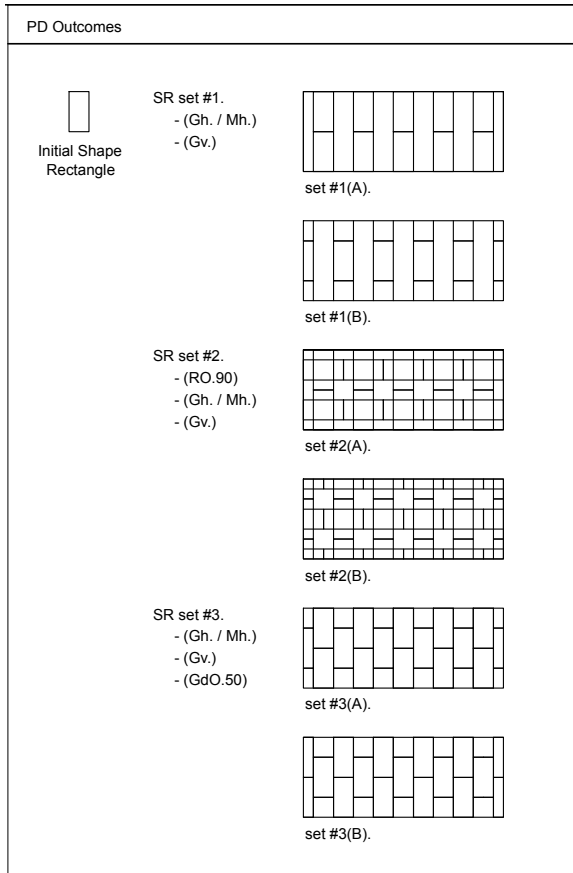 PD Outcomes
Initial Shape
Rectangle
SR set #1.
- (Gh. / Mh.)
- (Gv.)
set #1(A).
set #1(B).
SR set #2.
- (RO.90)
- (Gh. / Mh.)
- (Gv.)
set #2(A).
set #2(B).
SR set #3.
- (Gh. / Mh.)
- (Gv.)
- (GdO.50)
set #3(A).
set #3(B).